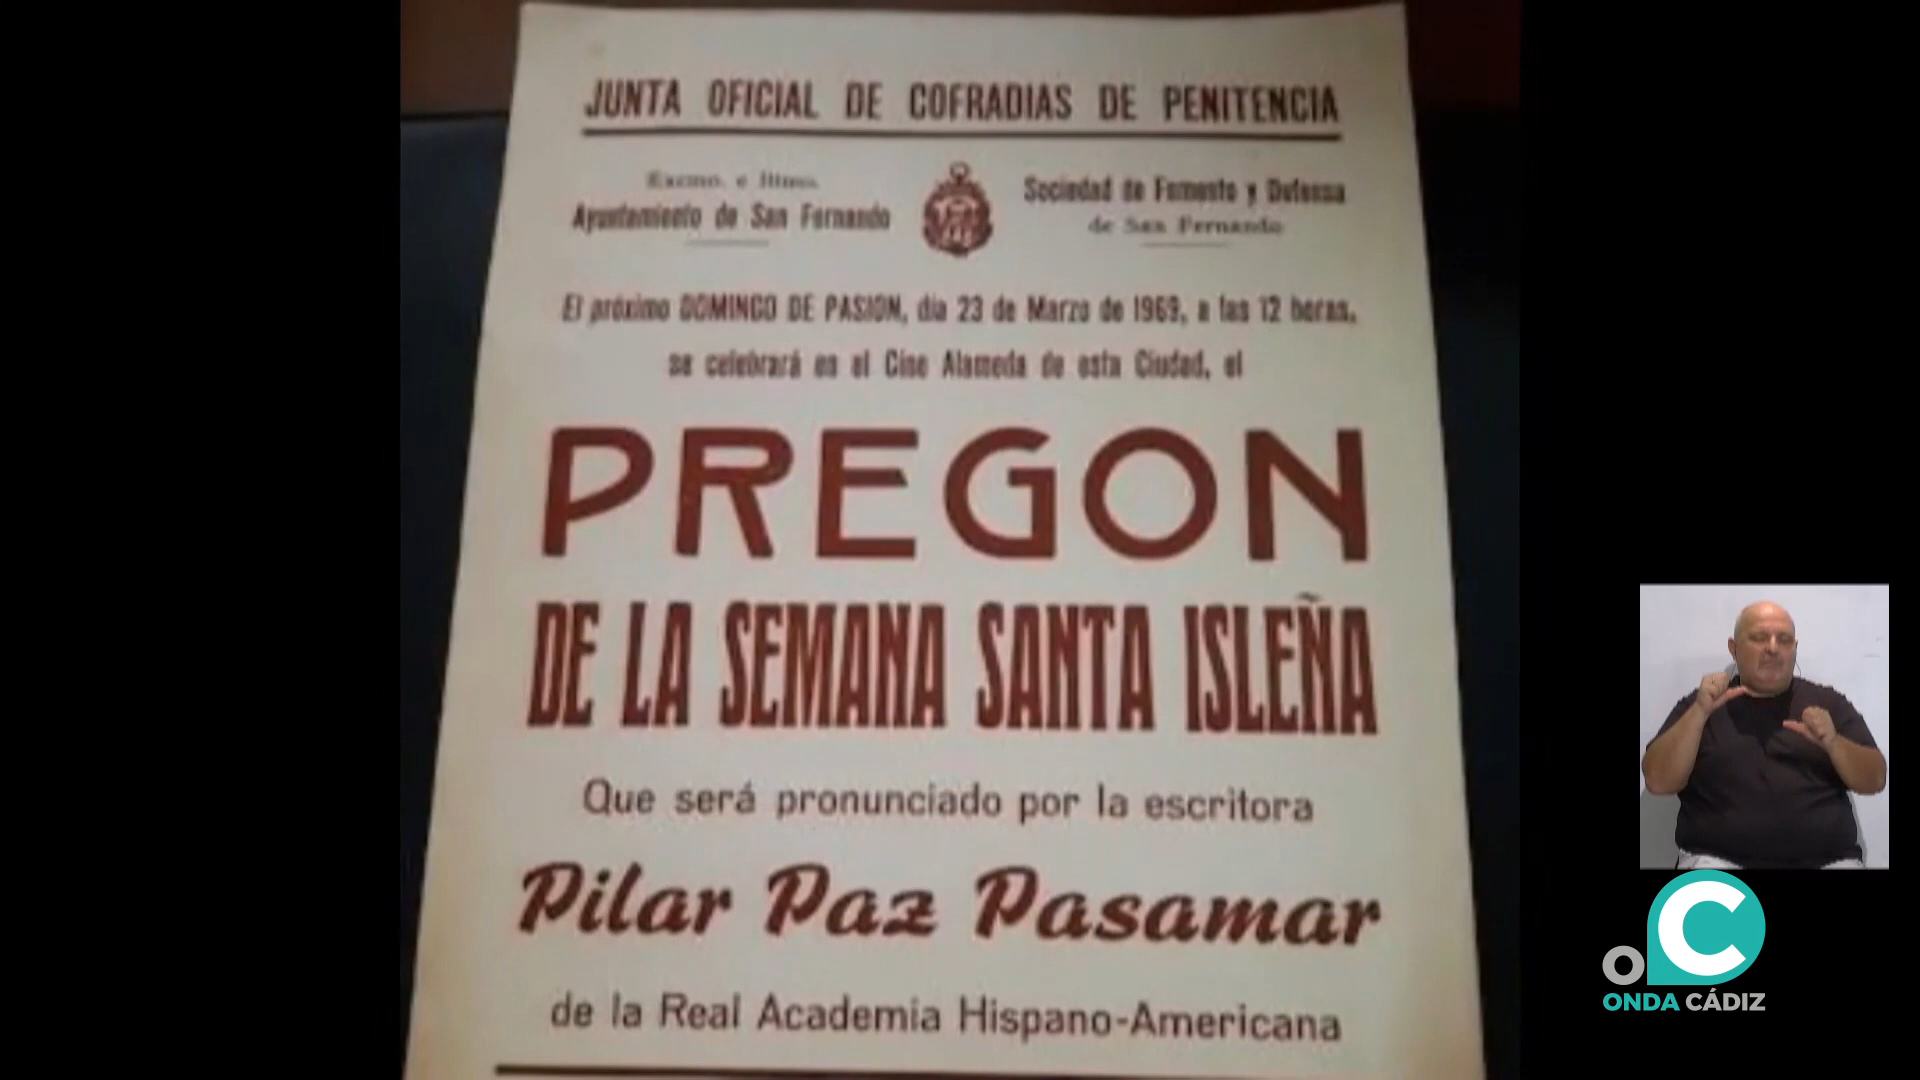 JUNTA OFICIAL DE COFRADIAS DE PENITENCIA
Excmo. e Iltmo.
Ayuntamiento de San Fernando
Sociedad de Fomento y Defensa
de San Fernando
El próximo DOMINGO DE PASION, día 23 de Marzo de 1969, a las 12 horas,
se celebrará en el Cine Alameda de esta Ciudad, el
PREGON
DE LA SEMANA SANTA ISLEÑA
Que será pronunciado por la escritora
Pilar Paz Pasamar
de la Real Academia Hispano-Americana
OC
ONDA CÁDIZ